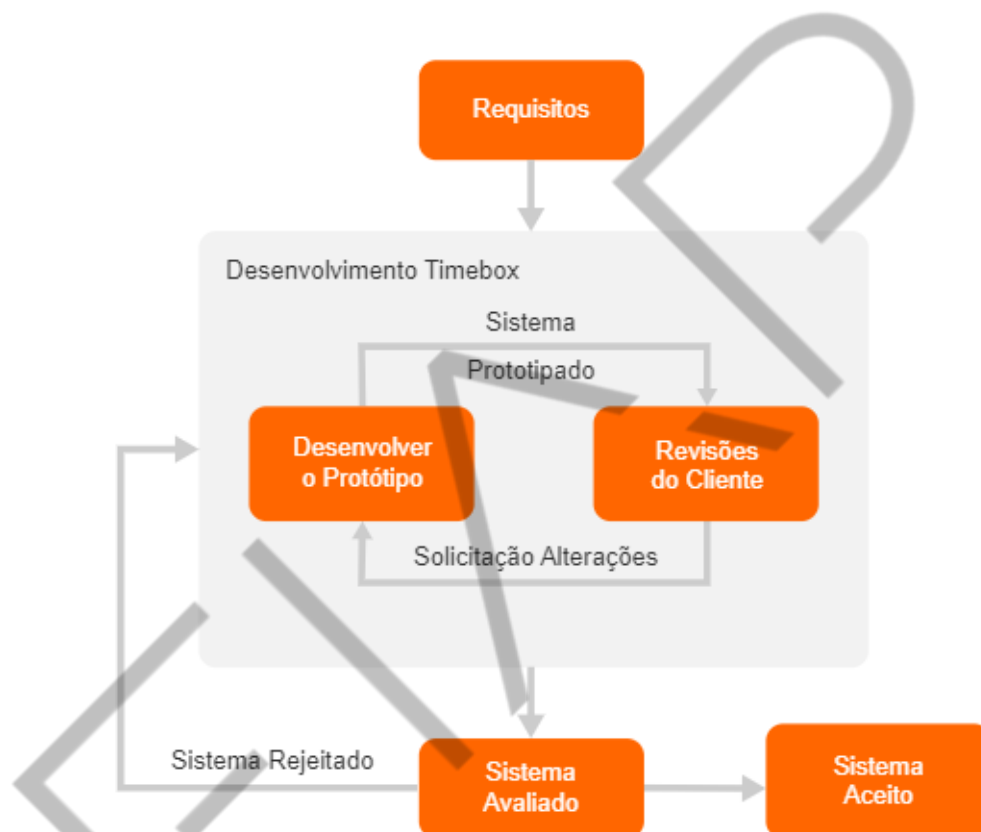 Requisitos
Desenvolvimento Timebox
Sistema
Prototipado
Desenvolver
o Protótipo
Revisões
do Cliente
Solicitação Alterações
Sistema Rejeitado
Sistema
Avaliado
Sistema
Aceito